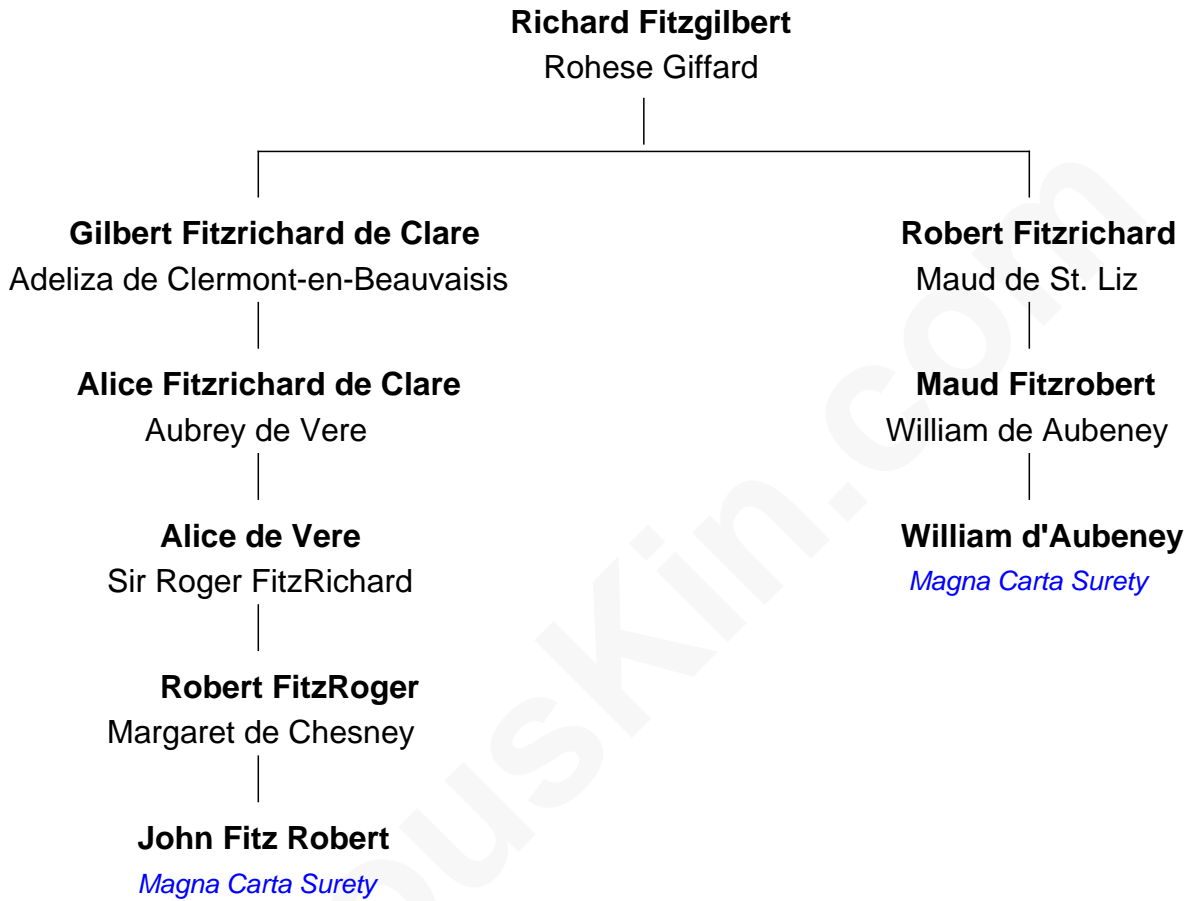 Richard Fitzgilbert
Rohese Giffard
Gilbert Fitzrichard de Clare
Adeliza de Clermont-en-Beauvaisis
Alice Fitzrichard de Clare
Aubrey de Vere
Alice de Vere
Sir Roger FitzRichard
Robert FitzRoger
Margaret de Chesney
John Fitz Robert
Magna Carta Surety
Robert Fitzrichard
Maud de St. Liz
Maud Fitzrobert
William de Aubeney
William d'Aubeney
Magna Carta Surety
ousKin.com